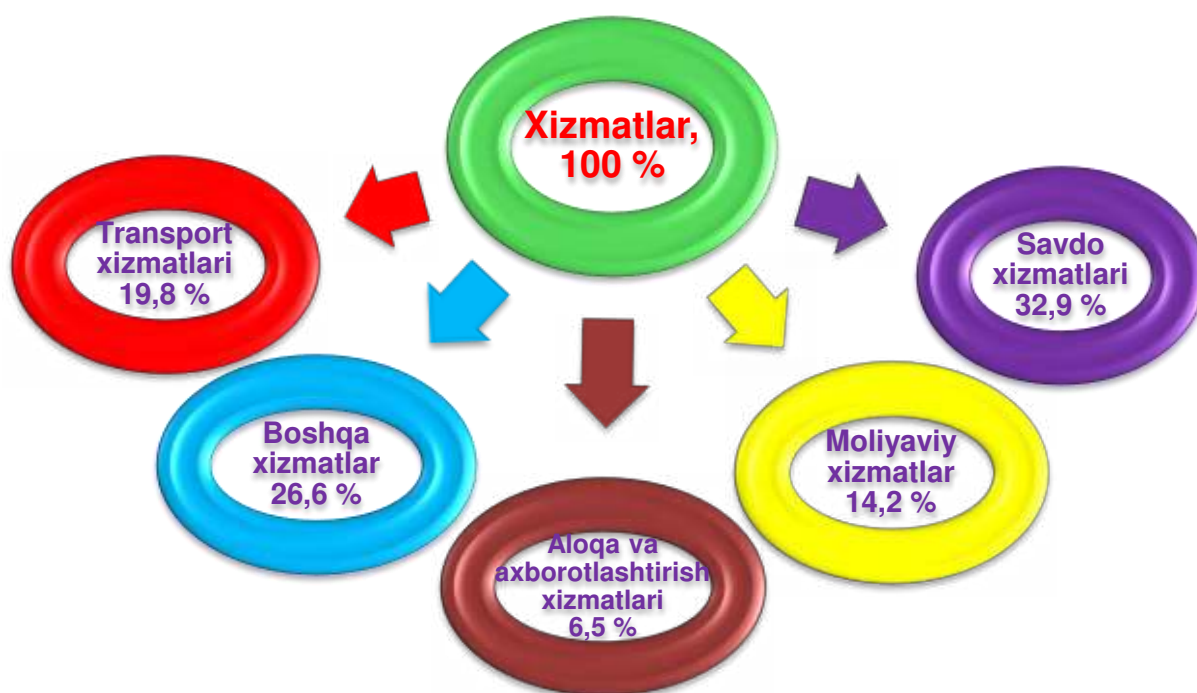 Xizmatlar,
100 %
Transport
xizmatlari
19,8 %
Savdo
xizmatlari
32,9 %
Boshqa
xizmatlar
26,6 %
Moliyaviy
xizmatlar
14,2 %
Aloqa va
axborotlashtirish
xizmatlari
6,5 %